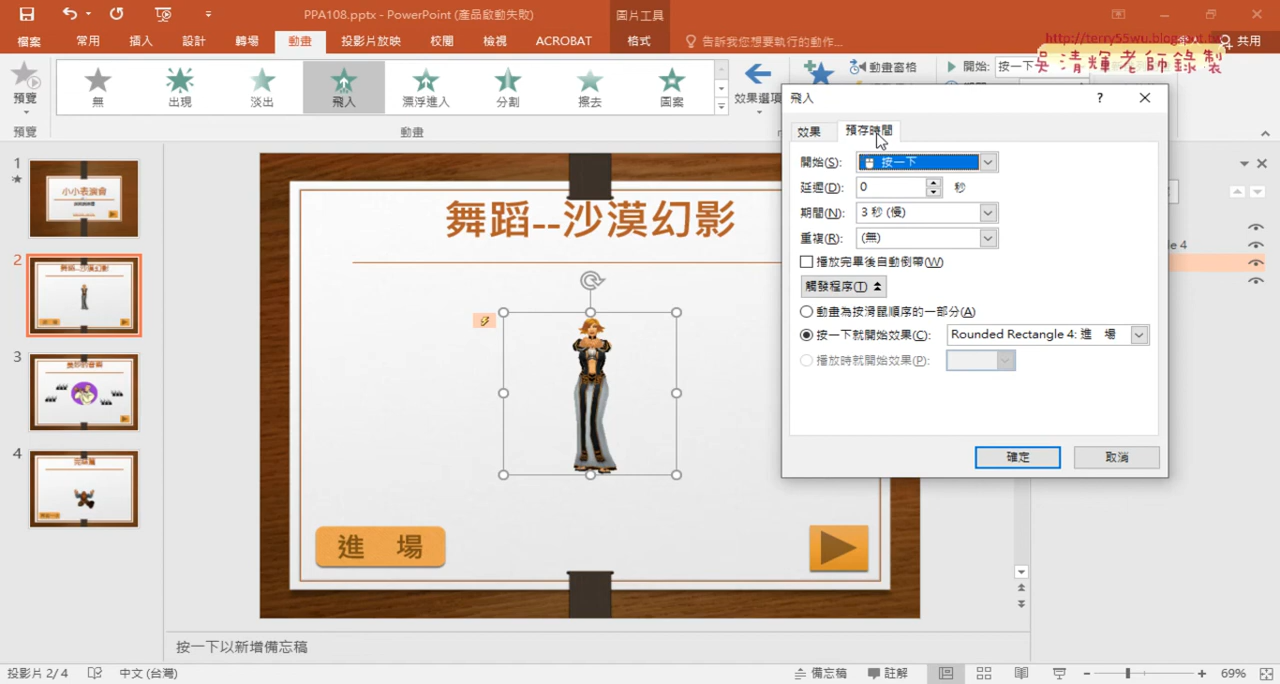 PPA108.pptx - PowerPoint (產品啟動失敗)
圖片工具
檔案 常用 插入 設計 轉場 動畫 投影片放映 校閱 檢視 ACROBAT 格式 告訴我您想要執行的動作... 共用
http://terry55wu.blogspot.tw
吳清輝老師錄製
預覽 無 出現 淡出 飛入 漂浮進入 分割 擦去 圖案 效果選項 動畫窗格 開始: 按一下
預覽 動畫
飛入 ?
效果 預存時間
開始(S): 按一下
延遲(D): 0 秒
期間(N): 3 秒 (慢)
重複(R): (無)
播放完畢後自動倒帶(W)
觸發程序(T)
動畫為按滑鼠順序的一部分(A)
按一下就開始效果(C): Rounded Rectangle 4: 進 場
播放時就開始效果(P):
確定 取消
e 4
1
小小表演會
2
舞蹈--沙漠幻影
3
4
舞蹈--沙漠幻影
進 場
按一下以新增備忘稿
投影片 2/4 中文 (台灣) 備忘稿 註解 69%